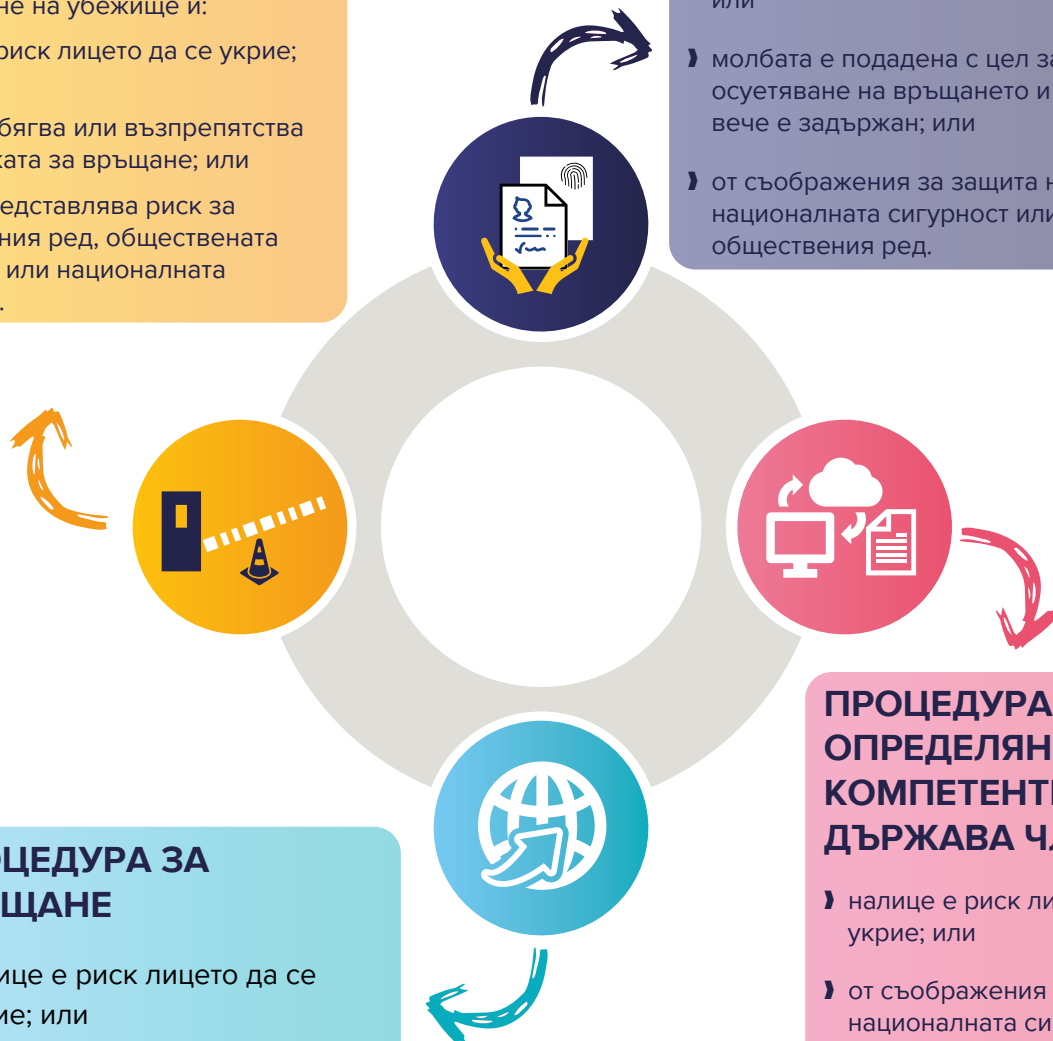 не на убежище и:
риск лицето да се укрие;
бягва или възпрепятства
ката за връщане; или
едставлява риск за
ния ред, обществената
или националната
или
молбата е подадена с цел за
осуетяване на връщането и
вече е задържан; или
от съображения за защита н
националната сигурност или
обществения ред.
ПРОЦЕДУРА
ОПРЕДЕЛЯН
КОМПЕТЕНТ
ДЪРЖАВА Ч
налице е риск ли
укрие; или
от съображения
националната си
ЦЕДУРА ЗА
ЩАНЕ
ице е риск лицето да се
ие; или